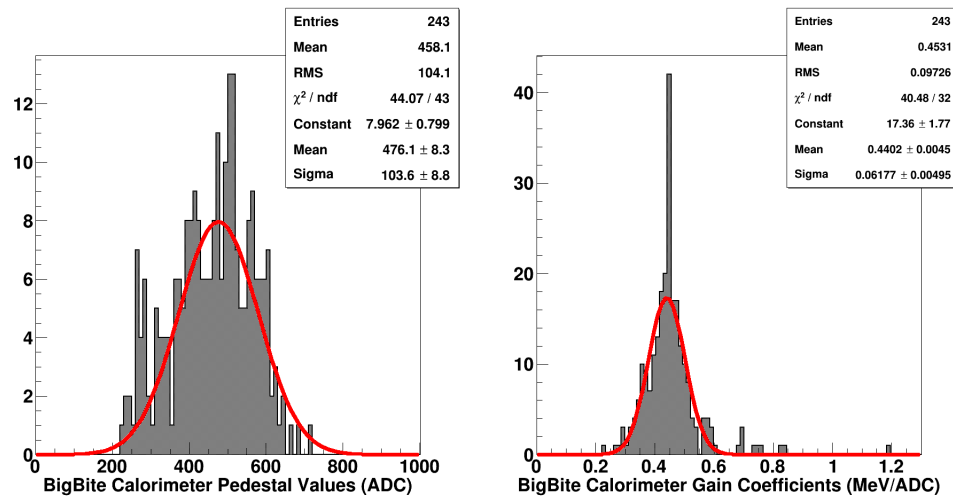 Entries 243
Mean 458.1
RMS 104.1
χ² / ndf 44.07 / 43
Constant 7.962 ± 0.799
Mean 476.1 ± 8.3
Sigma 103.6 ± 8.8
12
10
8
6
4
2
0
0 200 400 600 800 1000
BigBite Calorimeter Pedestal Values (ADC)
Entries 243
Mean 0.4531
RMS 0.09726
χ² / ndf 40.48 / 32
Constant 17.36 ± 1.77
Mean 0.4402 ± 0.0045
Sigma 0.06177 ± 0.00495
40
30
20
10
0
0 0.2 0.4 0.6 0.8 1 1.2
BigBite Calorimeter Gain Coefficients (MeV/ADC)